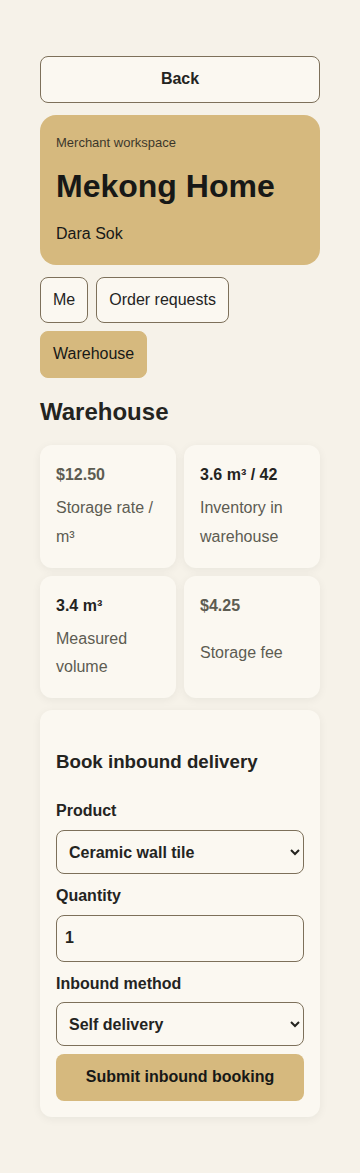 Back
Merchant workspace
Mekong Home
Dara Sok
Me
Order requests
Warehouse
Warehouse
$12.50
Storage rate /
m³
3.6 m³ / 42
Inventory in
warehouse
3.4 m³
Measured
volume
$4.25
Storage fee
Book inbound delivery
Product
Ceramic wall tile
Quantity
1
Inbound method
Self delivery
Submit inbound booking